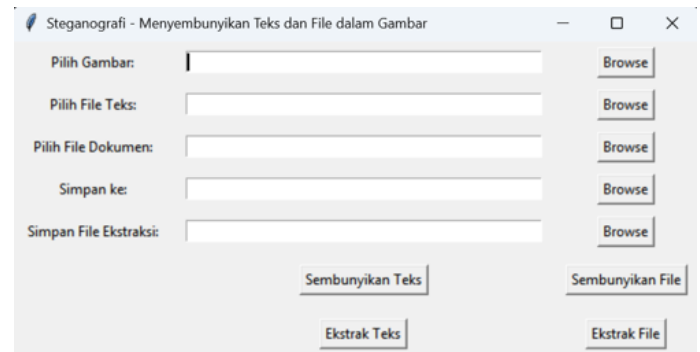 Steganografi - Menyembunyikan Teks dan File dalam Gambar
Pilih Gambar: Browse
Pilih File Teks: Browse
Pilih File Dokumen: Browse
Simpan ke: Browse
Simpan File Ekstraksi: Browse
Sembunyikan Teks Sembunyikan File
Ekstrak Teks Ekstrak File